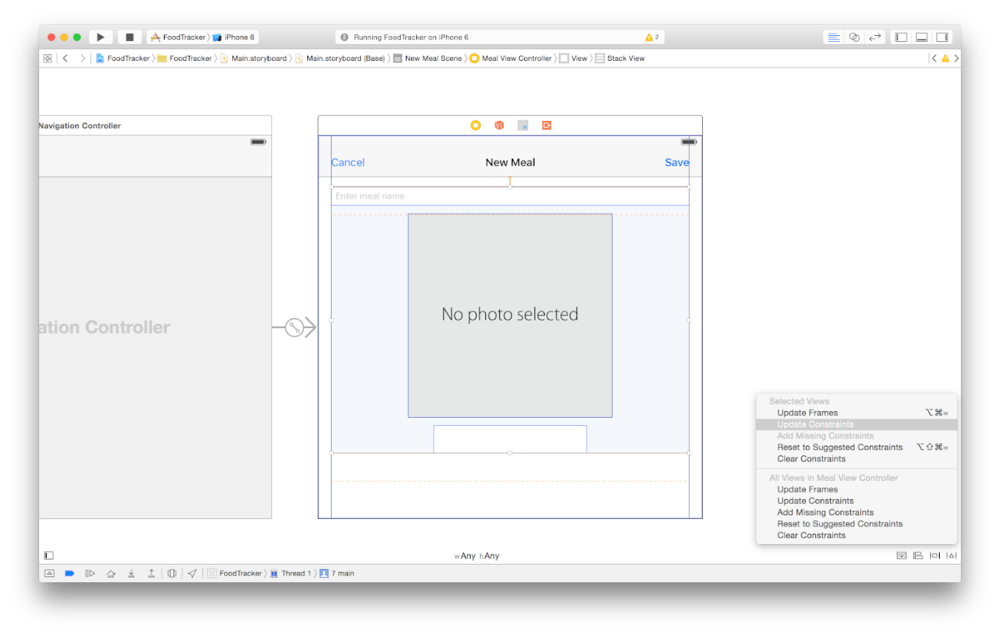 FoodTracker iPhone 6
2 Running FoodTracker on iPhone 6
2
FoodTracker FoodTracker Main.storyboard Main.storyboard (Base) New Meal Scene Meal View Controller View Stack View
Navigation Controller
Cancel New Meal Save
Enter meal name
ation Controller
No photo selected
Selected Views
Update Frames ⌥⌘=
Update Constraints
Add Missing Constraints
Reset to Suggested Constraints ⌥⇧⌘=
Clear Constraints
All Views in Meal View Controller
Update Frames
Update Constraints
Add Missing Constraints
Reset to Suggested Constraints
Clear Constraints
wAny hAny
FoodTracker Thread 1 7 main